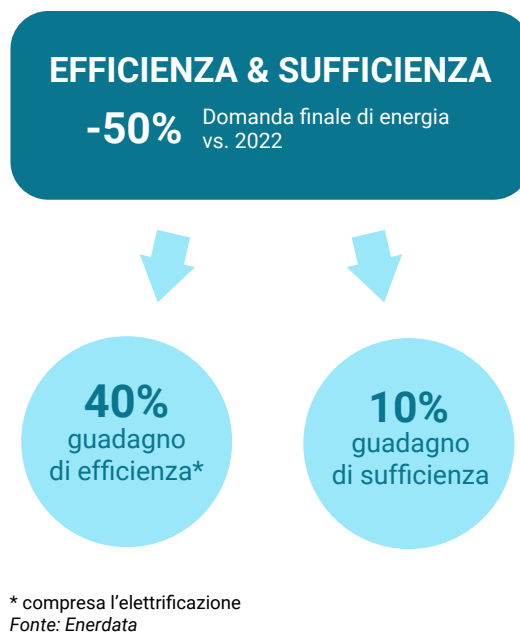 EFFICIENZA & SUFFICIENZA
-50%
Domanda finale di energia
vs. 2022
40%
guadagno
di efficienza*
10%
guadagno
di sufficienza
* compresa l'elettrificazione
Fonte: Enerdata